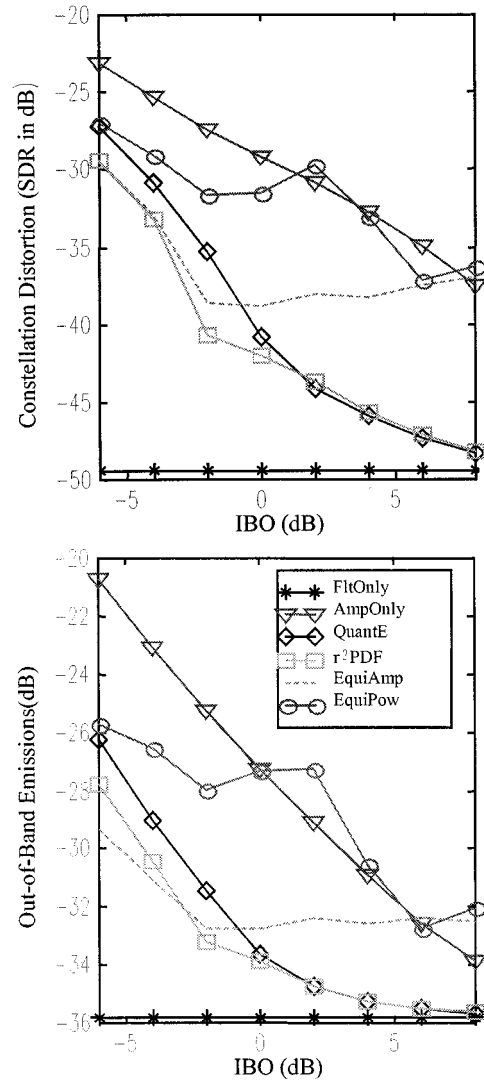 Constellation Distortion (SDR in dB)
-20
-25
-30
-35
-40
-45
-50
-5
0
5
IBO (dB)
Out-of-Band Emissions(dB)
-20
-22
-24
-26
-28
-30
-32
-34
-36
FltOnly
AmpOnly
QuantE
r²PDF
EquiAmp
EquiPow
-5
0
5
IBO (dB)